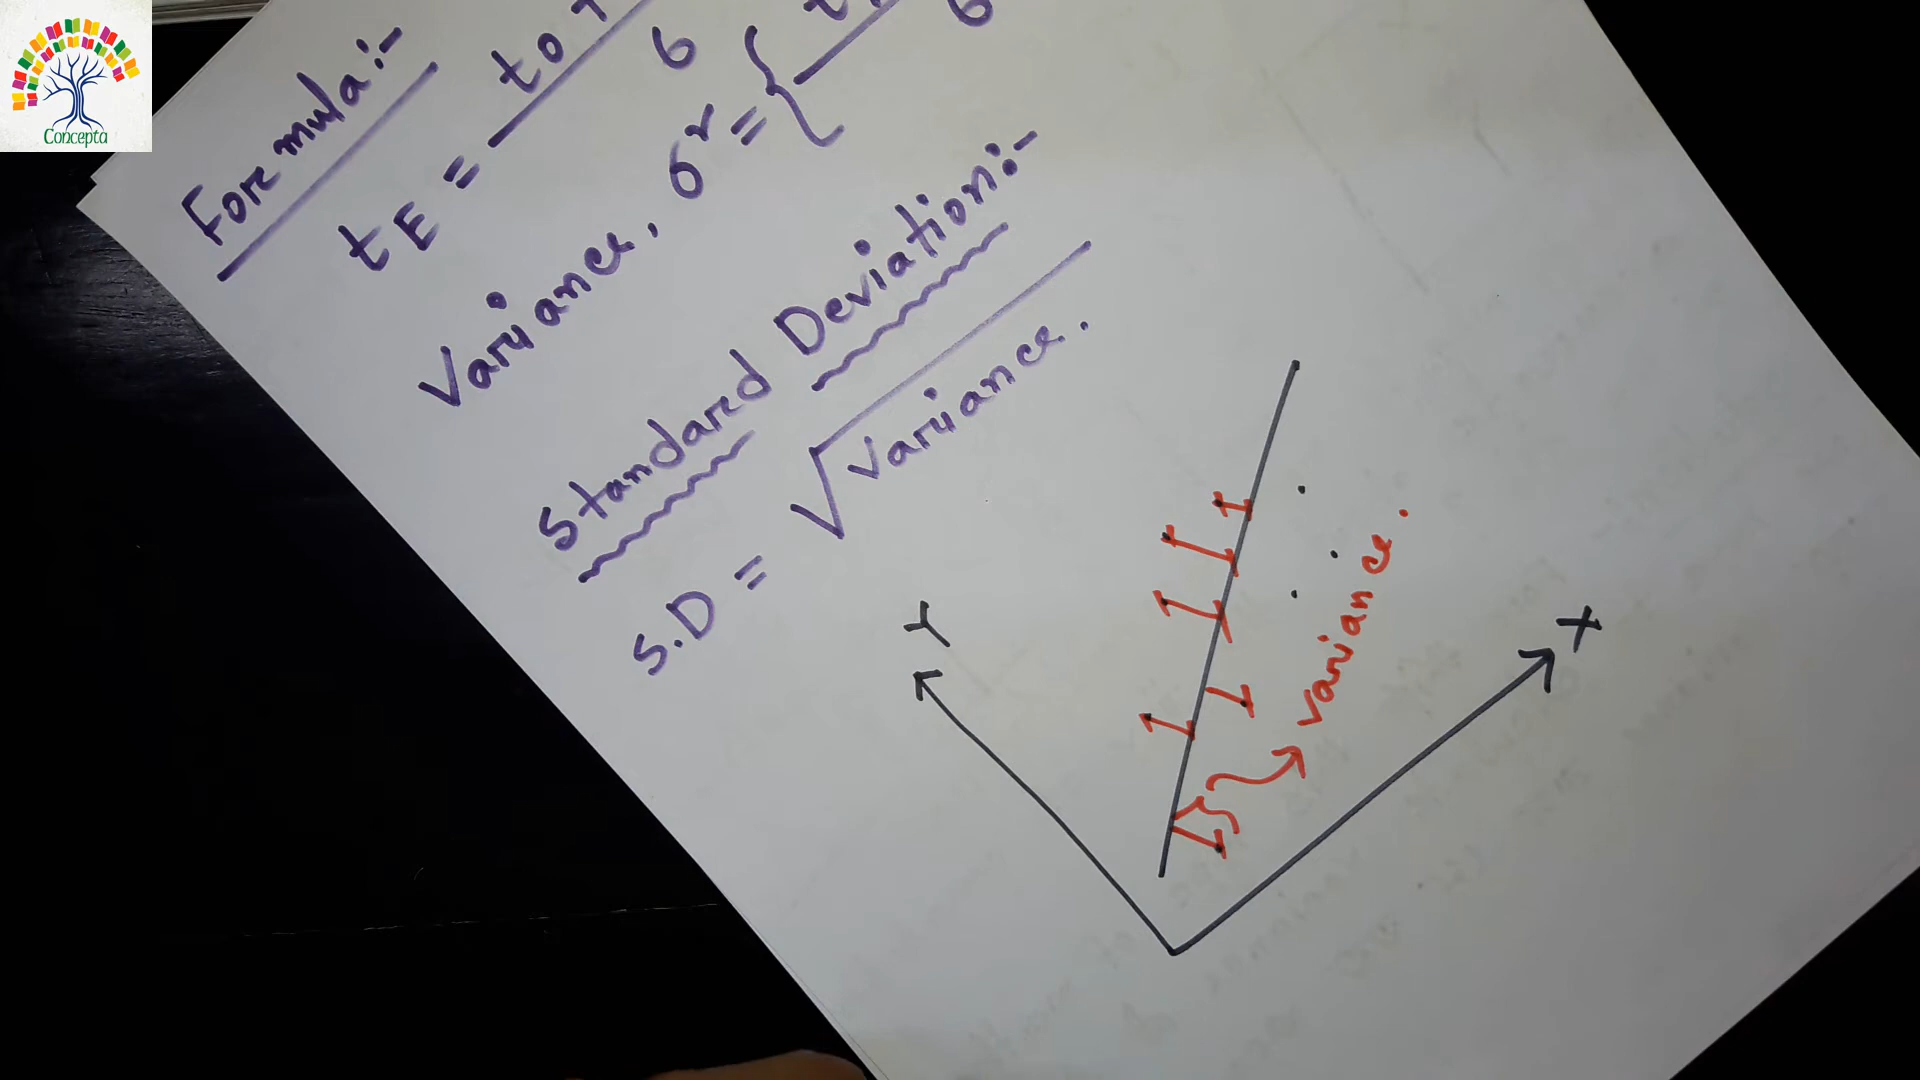 Concepta
Formula:-
tE = to
6
Variance, σ² = {
6
Standard Deviation:-
S.D = √Variance.
Y
X
variance.